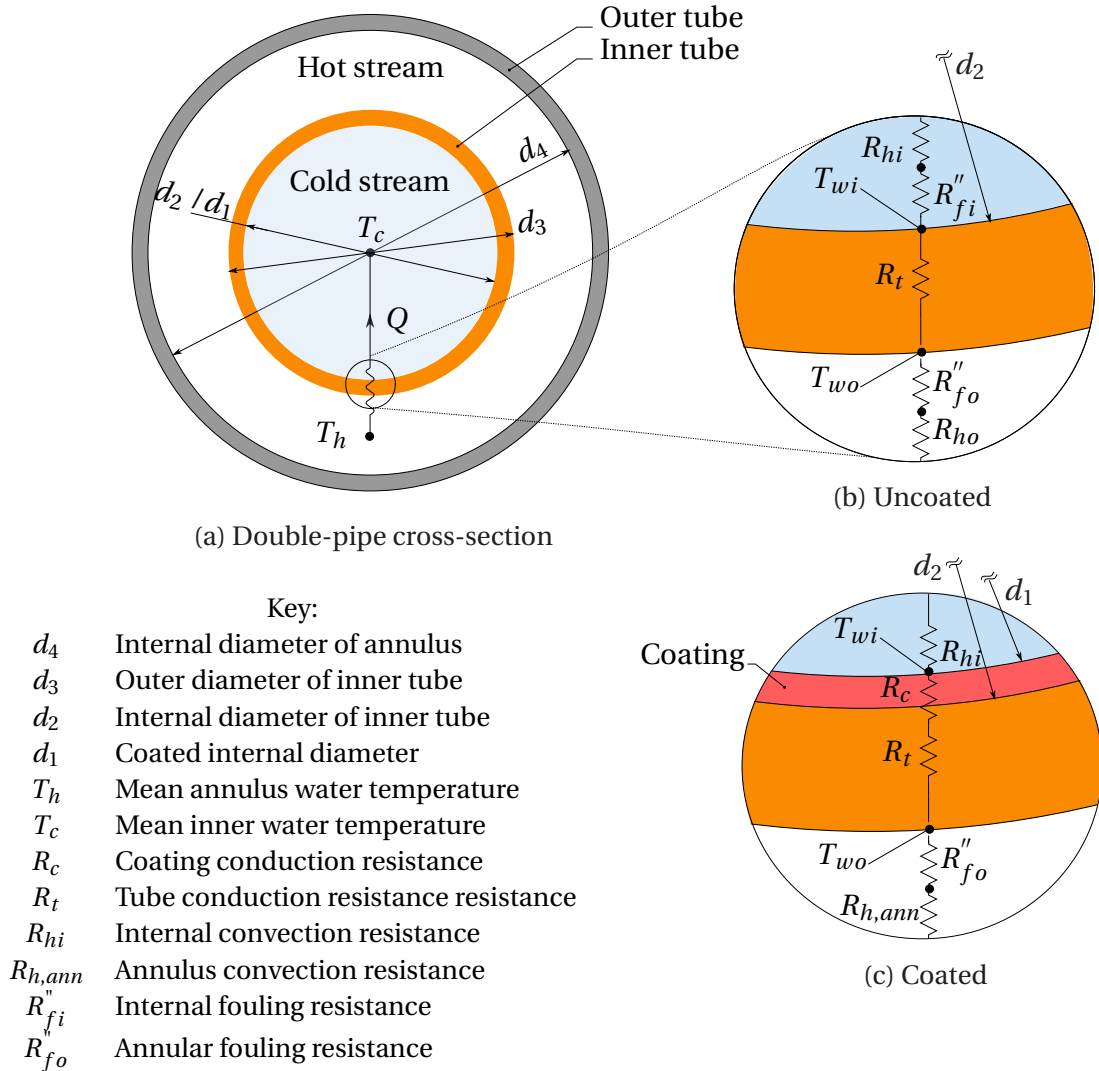 Outer tube
Inner tube
Hot stream
d4
Cold stream
d2 /d1
Tc
d3
Q
Th
(a) Double-pipe cross-section
d2
Rhi
Twi
R"fi
Rt
Two
R"fo
Rho
(b) Uncoated
d2
d1
Twi
Rhi
Coating
Rc
Rt
Two
R"fo
Rh,ann
(c) Coated
Key:
d4 Internal diameter of annulus
d3 Outer diameter of inner tube
d2 Internal diameter of inner tube
d1 Coated internal diameter
Th Mean annulus water temperature
Tc Mean inner water temperature
Rc Coating conduction resistance
Rt Tube conduction resistance resistance
Rhi Internal convection resistance
Rh,ann Annulus convection resistance
R"fi Internal fouling resistance
R"fo Annular fouling resistance